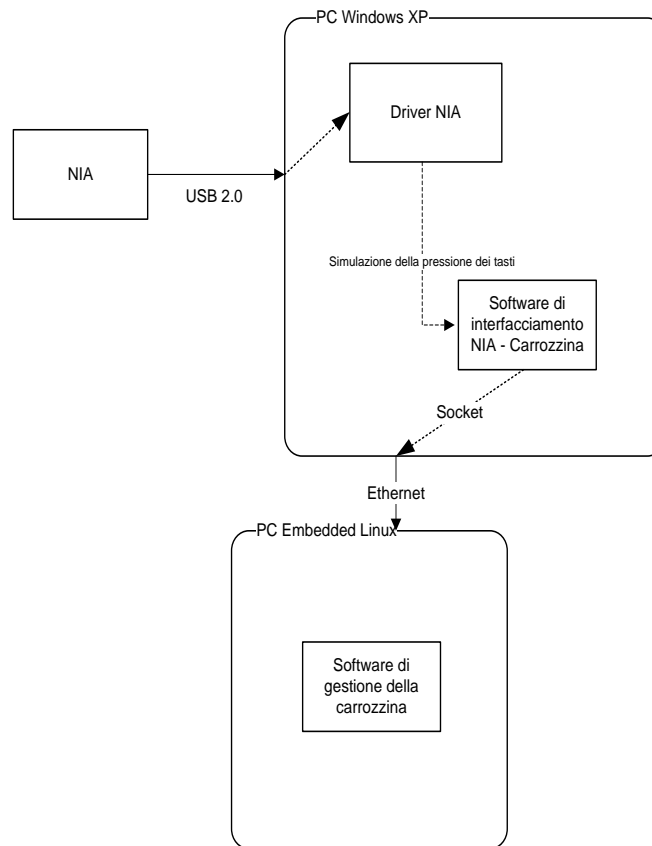 PC Windows XP
Driver NIA
NIA
USB 2.0
Simulazione della pressione dei tasti
Software di
interfacciamento
NIA - Carrozzina
Socket
Ethernet
PC Embedded Linux
Software di
gestione della
carrozzina